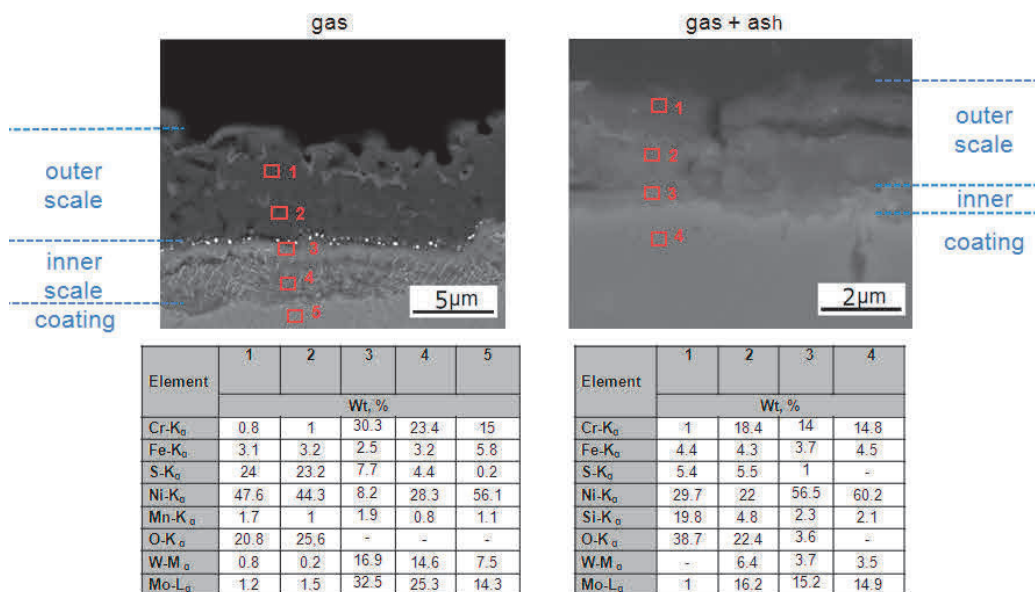 gas
gas + ash
outer scale
inner scale
coating
1
2
3
4
5
5µm
1
2
3
4
2µm
outer scale
inner
coating
Element 1 2 3 4 5
Wt, %
Cr-Kα 0.8 1 30.3 23.4 15
Fe-Kα 3.1 3.2 2.5 3.2 5.8
S-Kα 24 23.2 7.7 4.4 0.2
Ni-Kα 47.6 44.3 8.2 28.3 56.1
Mn-Kα 1.7 1 1.9 0.8 1.1
O-Kα 20.8 25,6 - - -
W-Mα 0.8 0.2 16.9 14.6 7.5
Mo-Lα 1.2 1.5 32.5 25.3 14.3
Element 1 2 3 4
Wt, %
Cr-Kα 1 18.4 14 14.8
Fe-Kα 4.4 4.3 3.7 4.5
S-Kα 5.4 5.5 1 -
Ni-Kα 29.7 22 56.5 60.2
Si-Kα 19.8 4.8 2.3 2.1
O-Kα 38.7 22.4 3.6 -
W-Mα - 6.4 3.7 3.5
Mo-Lα 1 16.2 15.2 14.9